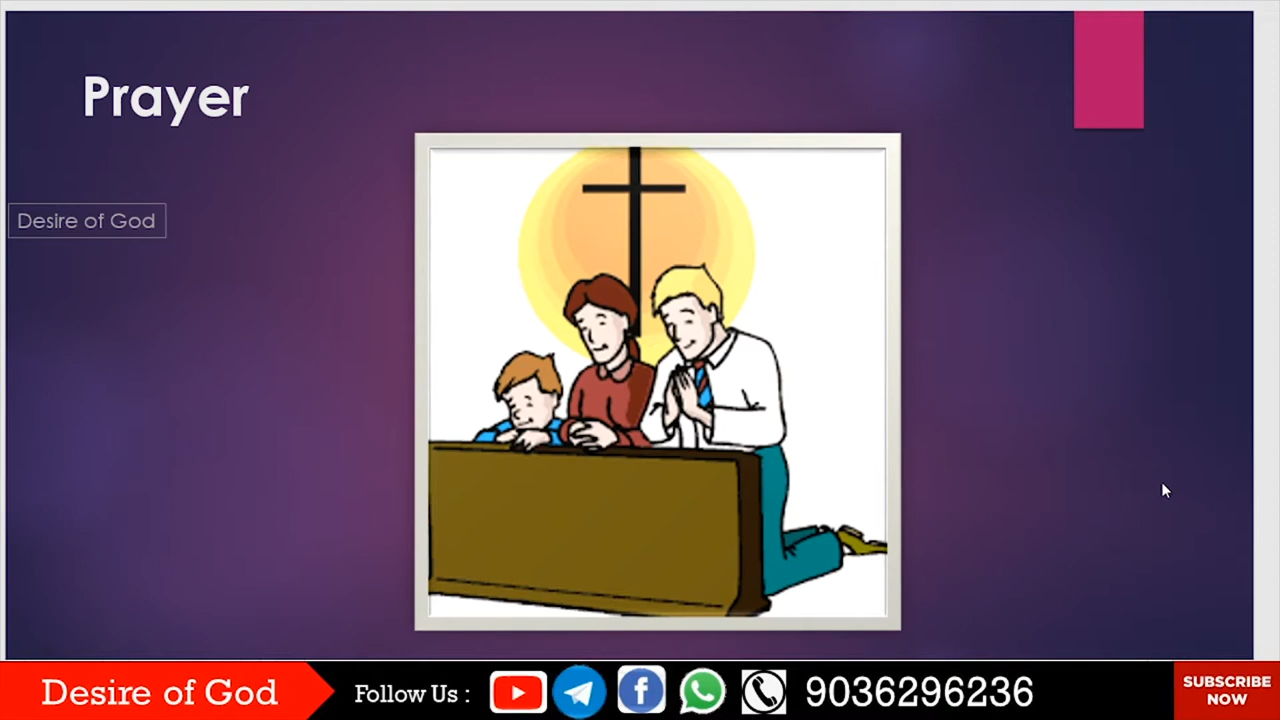 Prayer
Desire of God
Desire of God
Follow Us :
9036296236
SUBSCRIBE
NOW